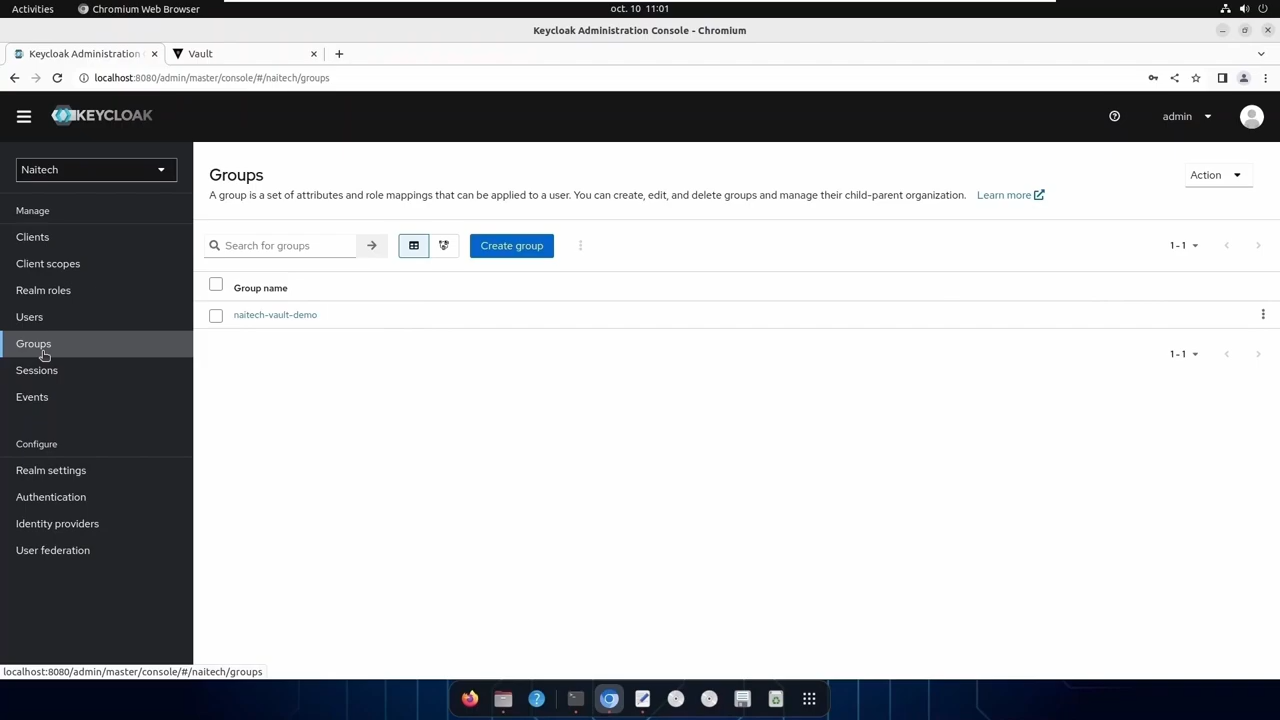 Activities
Chromium Web Browser
oct. 10 11:01
Keycloak Administration Console - Chromium
Keycloak Administration
Vault
localhost:8080/admin/master/console/#/naitech/groups
KEYCLOAK
admin
Naitech
Manage
Clients
Client scopes
Realm roles
Users
Groups
Sessions
Events
Configure
Realm settings
Authentication
Identity providers
User federation
Groups
Action
A group is a set of attributes and role mappings that can be applied to a user. You can create, edit, and delete groups and manage their child-parent organization. Learn more
Search for groups
Create group
1 - 1
Group name
naitech-vault-demo
1 - 1
localhost:8080/admin/master/console/#/naitech/groups